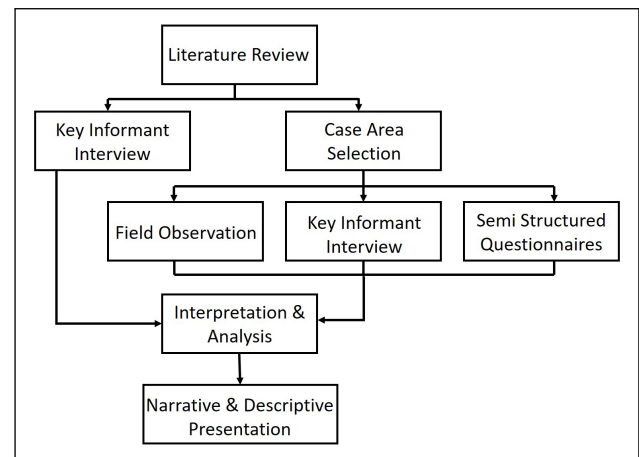 Literature Review
Key Informant
Interview
Case Area
Selection
Field Observation
Key Informant
Interview
Semi Structured
Questionnaires
Interpretation &
Analysis
Narrative & Descriptive
Presentation